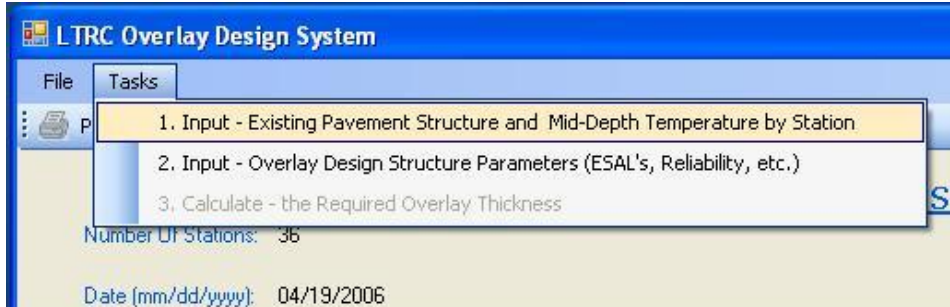 LTRC Overlay Design System
File Tasks
P
1. Input - Existing Pavement Structure and Mid-Depth Temperature by Station
2. Input - Overlay Design Structure Parameters (ESAL's, Reliability, etc.)
3. Calculate - the Required Overlay Thickness
S
Number Of Stations: 36
Date (mm/dd/yyyy): 04/19/2006